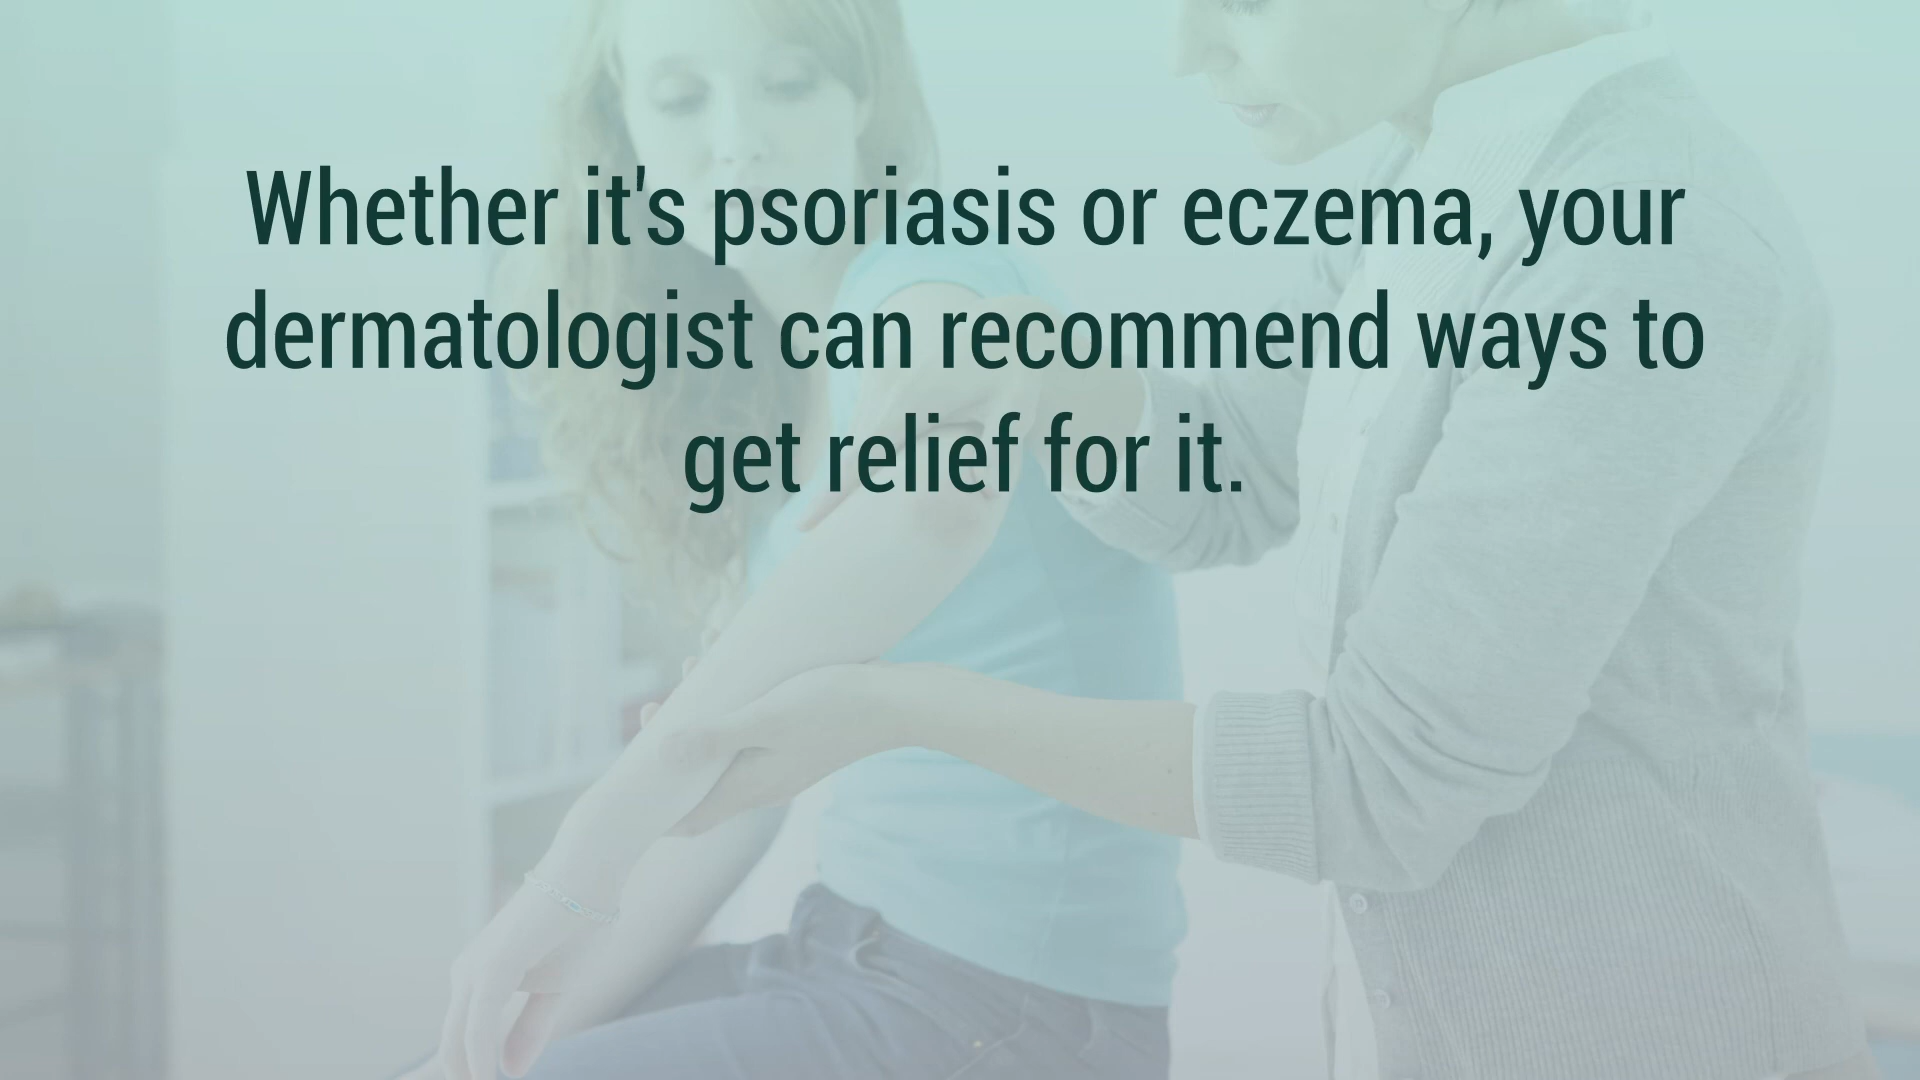 Whether it's psoriasis or eczema, your
dermatologist can recommend ways to
get relief for it.